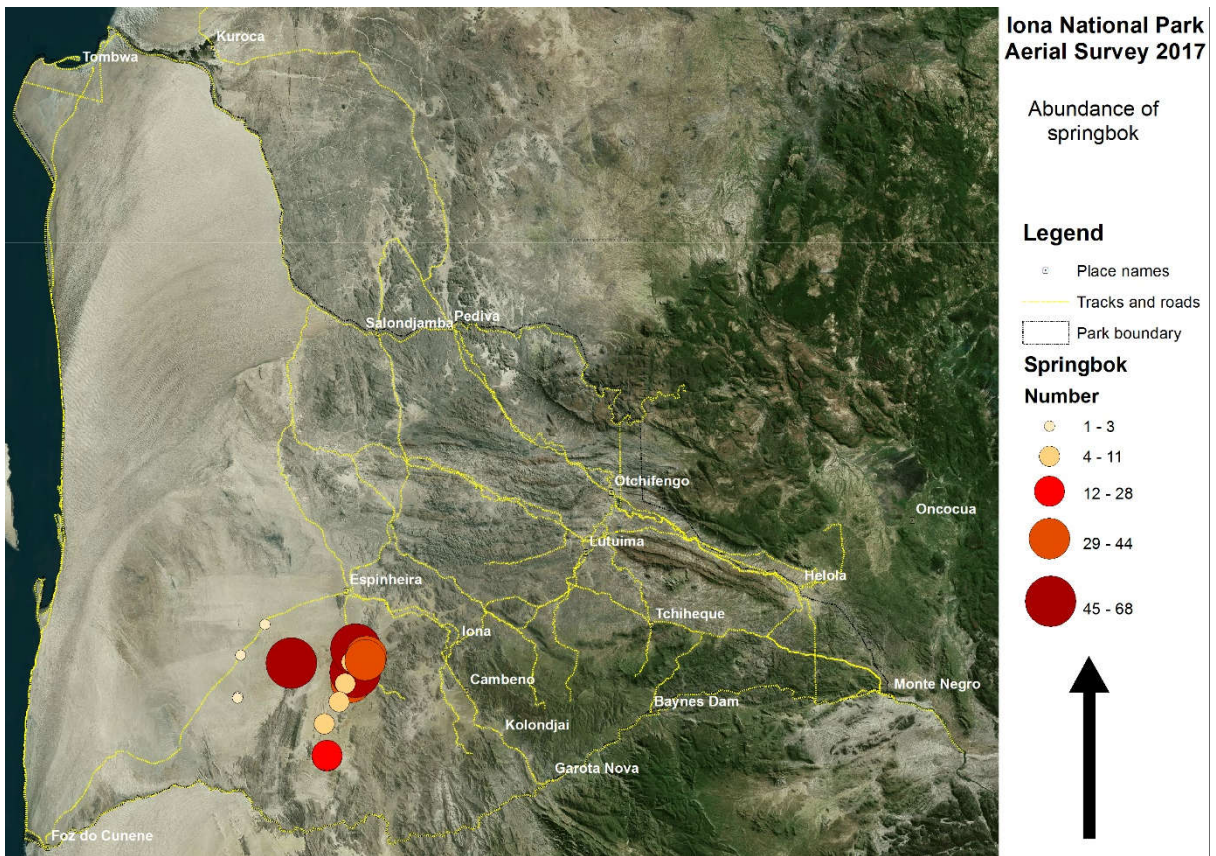 Iona National Park
Aerial Survey 2017
Abundance of
springbok
Legend
Place names
Tracks and roads
Park boundary
Springbok
Number
1 - 3
4 - 11
12 - 28
29 - 44
45 - 68
Kuroca
Tombwa
Pediva
Salondjamba
Otchifengo
Oncocua
Lutuima
Helola
Espinheira
Tchiheque
Iona
Cambeno
Monte Negro
Baynes Dam
Kolondjai
Garota Nova
Foz do Cunene